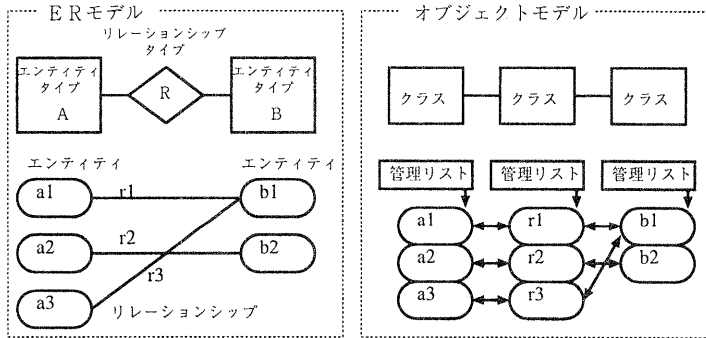 ERモデル
リレーションシップ
タイプ
エンティティ
タイプ
A
R
エンティティ
タイプ
B
エンティティ
エンティティ
a1
r1
b1
a2
r2
b2
r3
a3
リレーションシップ
オブジェクトモデル
クラス
クラス
クラス
管理リスト
管理リスト
管理リスト
a1
r1
b1
a2
r2
b2
a3
r3